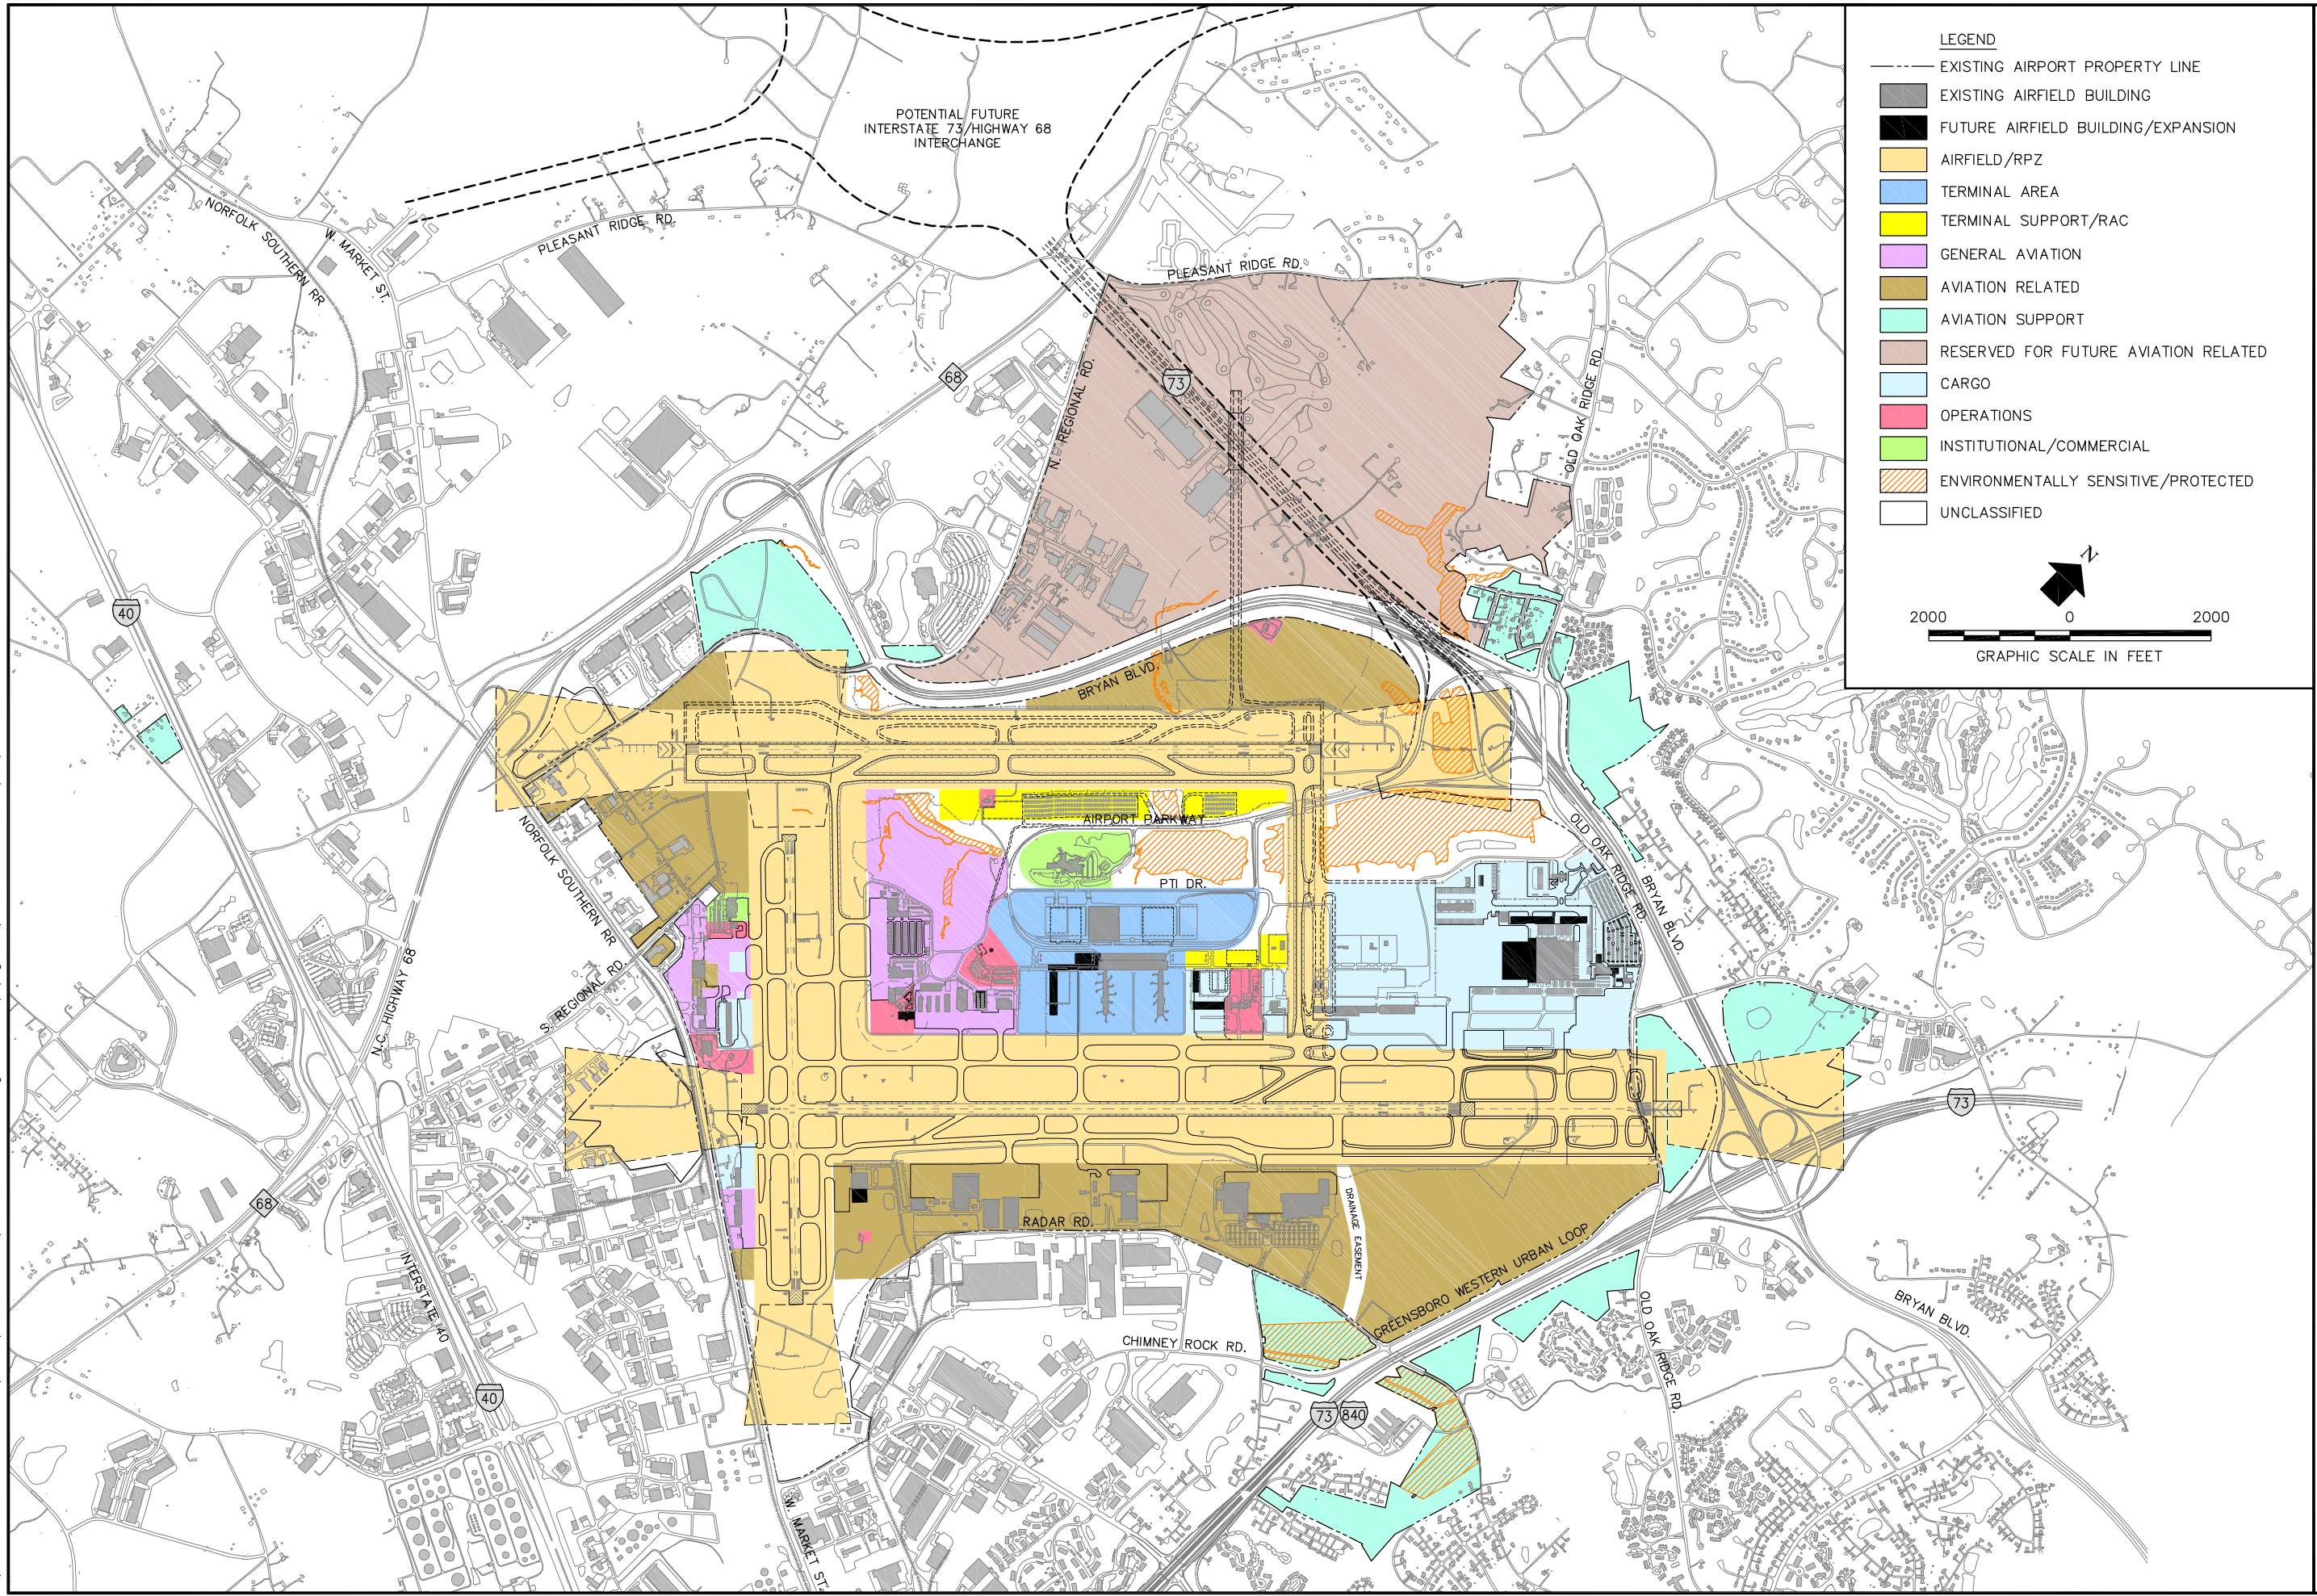 POTENTIAL FUTURE
INTERSTATE 73/HIGHWAY 68
INTERCHANGE
NORFOLK SOUTHERN RR
W. MARKET ST.
PLEASANT RIDGE RD.
PLEASANT RIDGE RD.
68
73
N. REGIONAL RD.
OLD OAK RIDGE RD.
40
BRYAN BLVD.
AIRPORT PARKWAY
PTI DR.
NORFOLK SOUTHERN RR
OLD OAK RIDGE RD.
BRYAN BLVD.
S. REGIONAL RD.
N.C. HIGHWAY 68
73
68
RADAR RD.
DRAINAGE EASEMENT
GREENSBORO WESTERN URBAN LOOP
INTERSTATE 40
CHIMNEY ROCK RD.
OLD OAK RIDGE RD.
BRYAN BLVD.
40
73
840
W. MARKET ST.
LEGEND
EXISTING AIRPORT PROPERTY LINE
EXISTING AIRFIELD BUILDING
FUTURE AIRFIELD BUILDING/EXPANSION
AIRFIELD/RPZ
TERMINAL AREA
TERMINAL SUPPORT/RAC
GENERAL AVIATION
AVIATION RELATED
AVIATION SUPPORT
RESERVED FOR FUTURE AVIATION RELATED
CARGO
OPERATIONS
INSTITUTIONAL/COMMERCIAL
ENVIRONMENTALLY SENSITIVE/PROTECTED
UNCLASSIFIED
N
2000 0 2000
GRAPHIC SCALE IN FEET